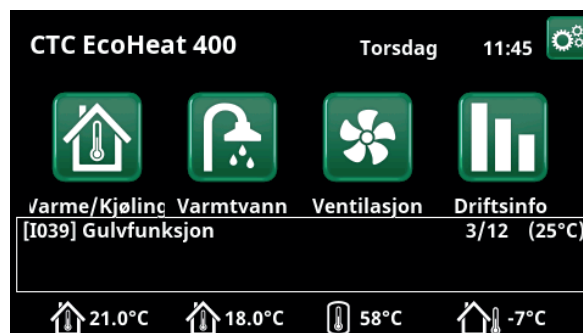 CTC EcoHeat 400 Torsdag 11:45
Varme/Kjøling Varmtvann Ventilasjon Driftsinfo
[I039] Gulvfunksjon 3/12 (25°C)
21.0°C 18.0°C 58°C -7°C